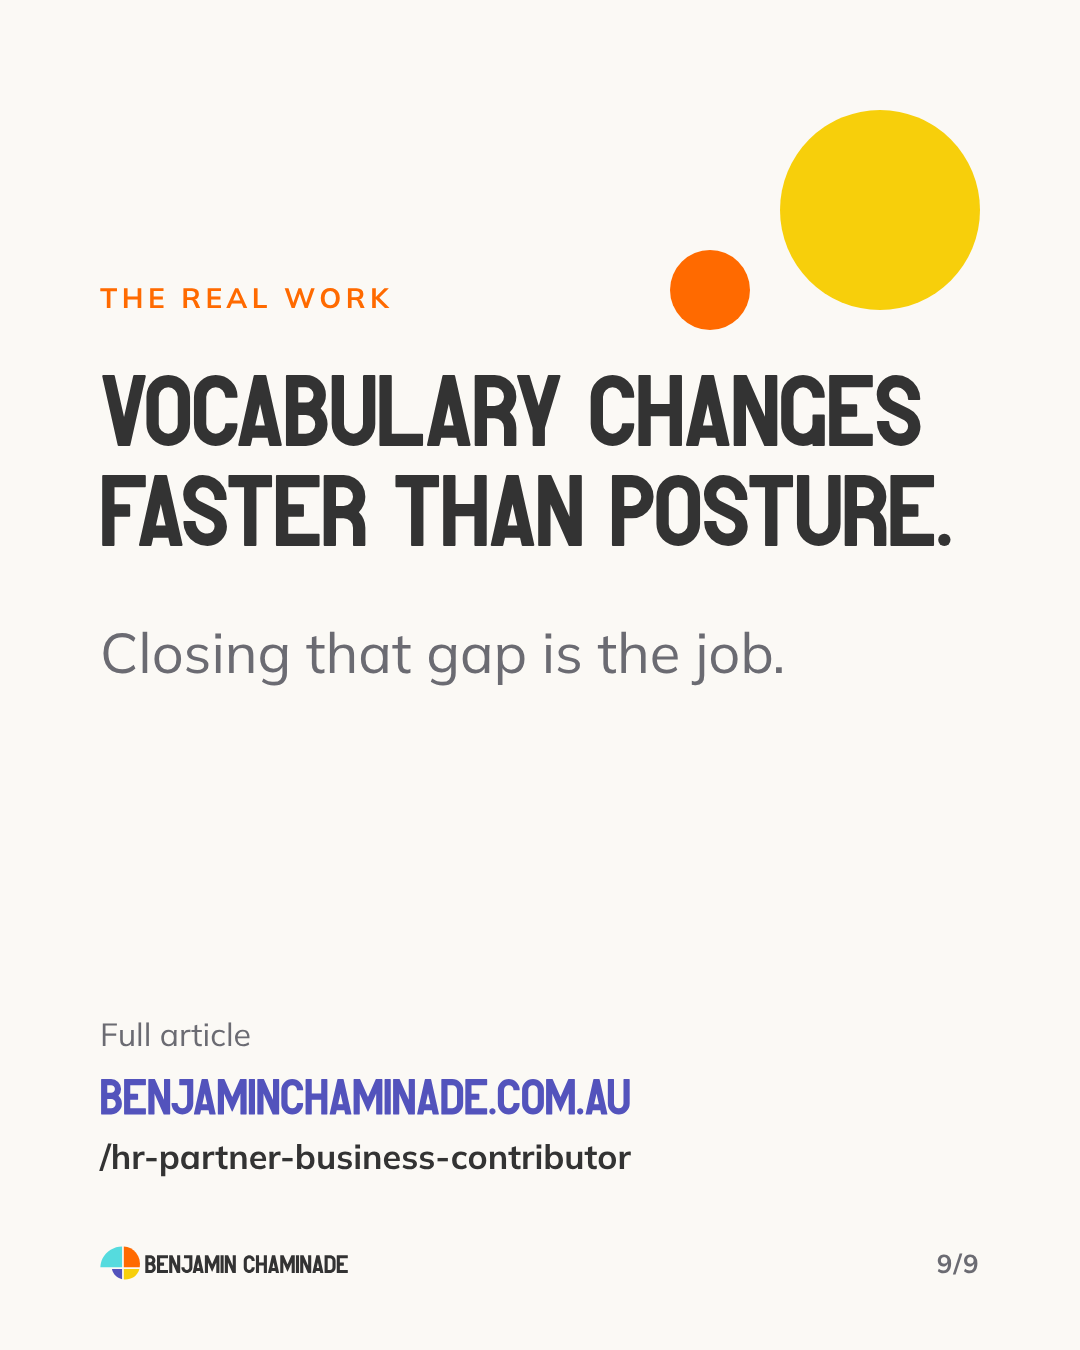 THE REAL WORK
VOCABULARY CHANGES
FASTER THAN POSTURE.
Closing that gap is the job.
Full article
BENJAMINCHAMINADE.COM.AU
/hr-partner-business-contributor
BENJAMIN CHAMINADE
9/9